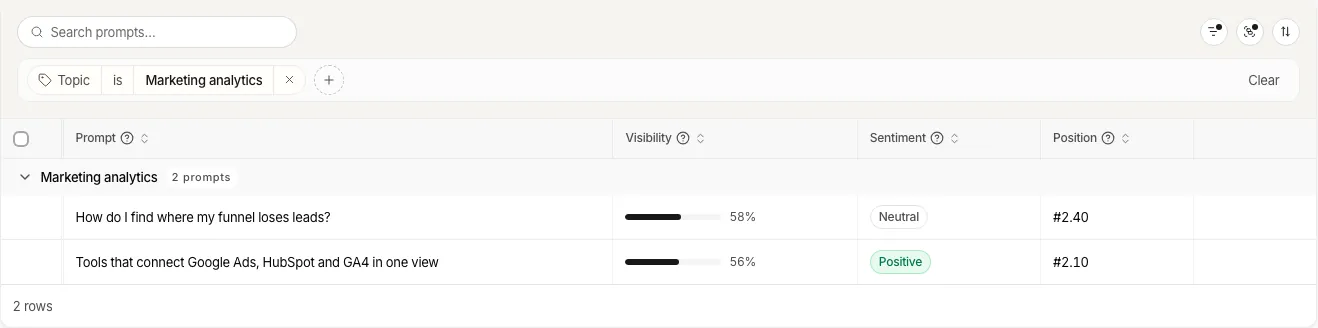 Search prompts...
Topic is Marketing analytics
Clear
Prompt Visibility Sentiment Position
Marketing analytics 2 prompts
How do I find where my funnel loses leads? 58% Neutral #2.40
Tools that connect Google Ads, HubSpot and GA4 in one view 56% Positive #2.10
2 rows